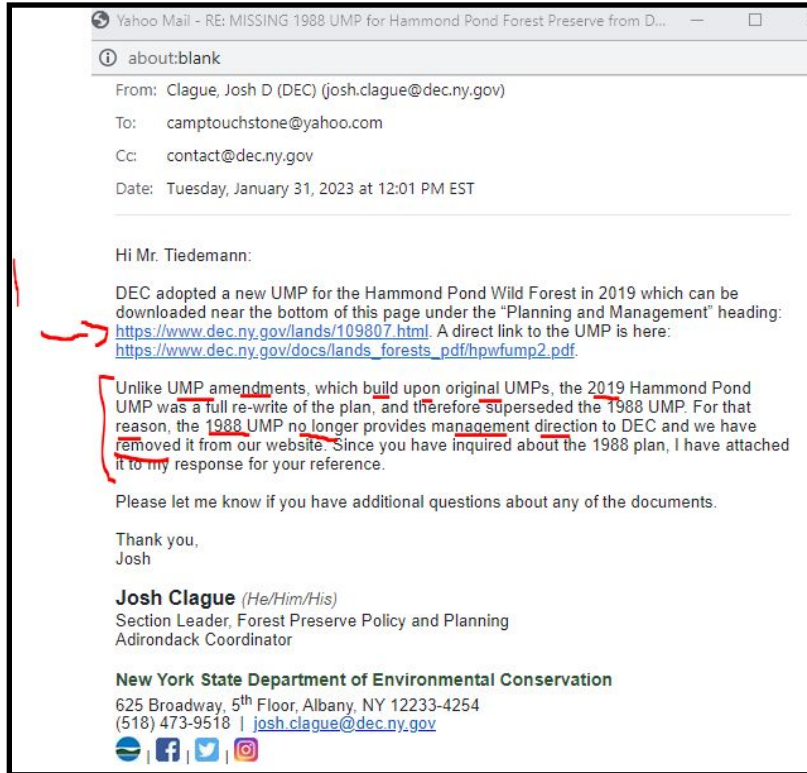 Yahoo Mail - RE: MISSING 1988 UMP for Hammond Pond Forest Preserve from D...
about:blank
From: Clague, Josh D (DEC) (josh.clague@dec.ny.gov)
To: camptouchstone@yahoo.com
Cc: contact@dec.ny.gov
Date: Tuesday, January 31, 2023 at 12:01 PM EST
Hi Mr. Tiedemann:
DEC adopted a new UMP for the Hammond Pond Wild Forest in 2019 which can be
downloaded near the bottom of this page under the “Planning and Management” heading:
https://www.dec.ny.gov/lands/109807.html. A direct link to the UMP is here:
https://www.dec.ny.gov/docs/lands_forests_pdf/hpwfump2.pdf.
Unlike UMP amendments, which build upon original UMPs, the 2019 Hammond Pond
UMP was a full re-write of the plan, and therefore superseded the 1988 UMP. For that
reason, the 1988 UMP no longer provides management direction to DEC and we have
removed it from our website. Since you have inquired about the 1988 plan, I have attached
it to my response for your reference.
Please let me know if you have additional questions about any of the documents.
Thank you,
Josh
Josh Clague (He/Him/His)
Section Leader, Forest Preserve Policy and Planning
Adirondack Coordinator
New York State Department of Environmental Conservation
625 Broadway, 5th Floor, Albany, NY 12233-4254
(518) 473-9518 | josh.clague@dec.ny.gov